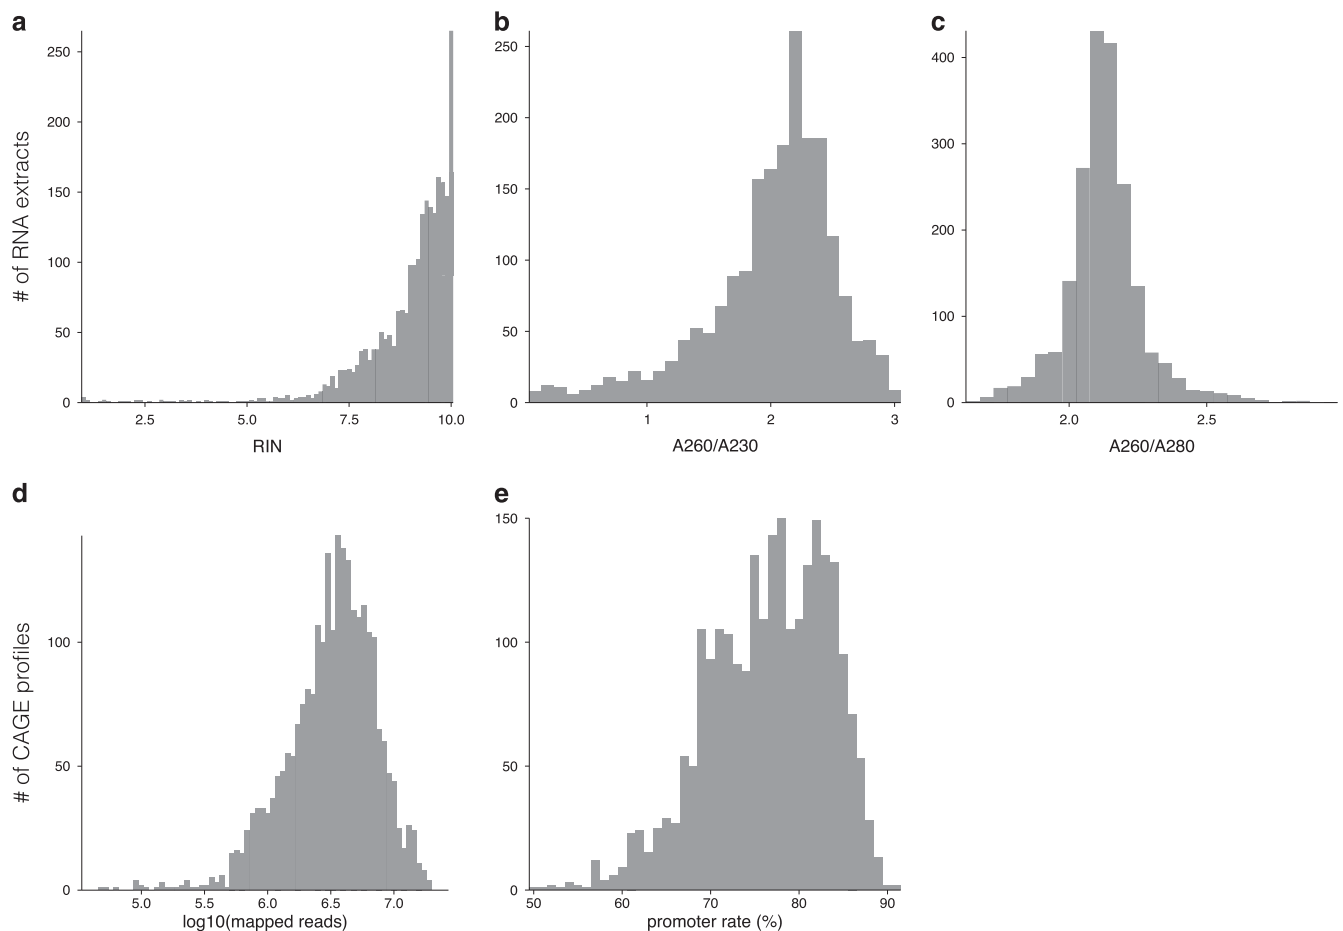 a
250
200
150
100
50
0
# of RNA extracts
2.5 5.0 7.5 10.0
RIN
b
250
200
150
100
50
0
1 2 3
A260/A230
c
400
300
200
100
0
2.0 2.5
A260/A280
d
100
50
0
# of CAGE profiles
5.0 5.5 6.0 6.5 7.0
log10(mapped reads)
e
150
100
50
0
50 60 70 80 90
promoter rate (%)